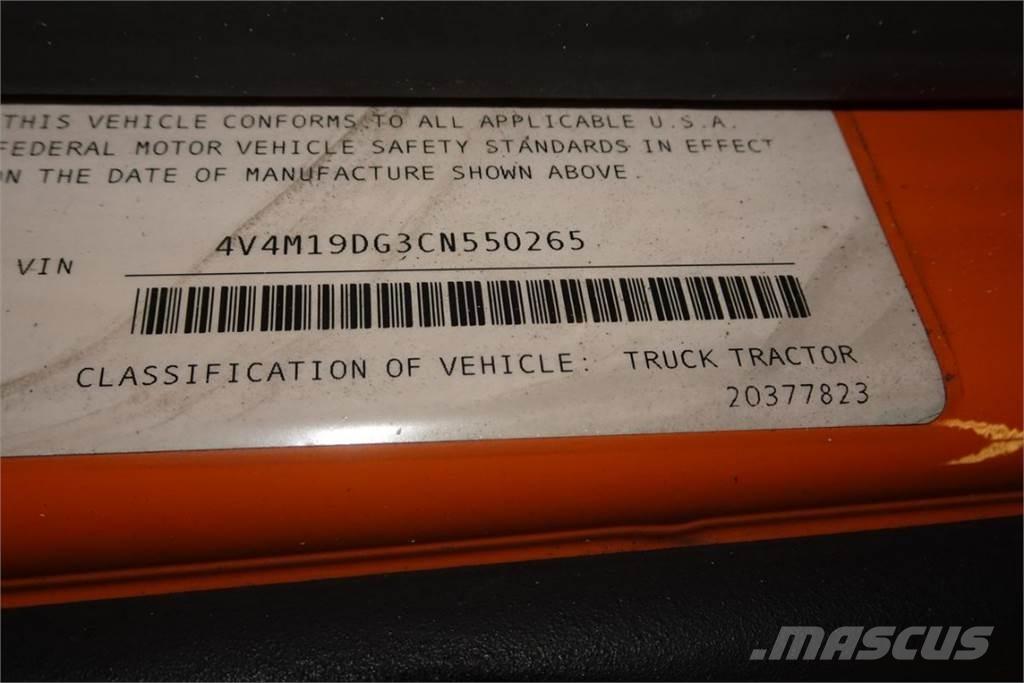 THIS VEHICLE CONFORMS TO ALL APPLICABLE U.S.A.
FEDERAL MOTOR VEHICLE SAFETY STANDARDS IN EFFECT
ON THE DATE OF MANUFACTURE SHOWN ABOVE.
VIN 4V4M19DG3CN550265
CLASSIFICATION OF VEHICLE: TRUCK TRACTOR
20377823
MASCUS